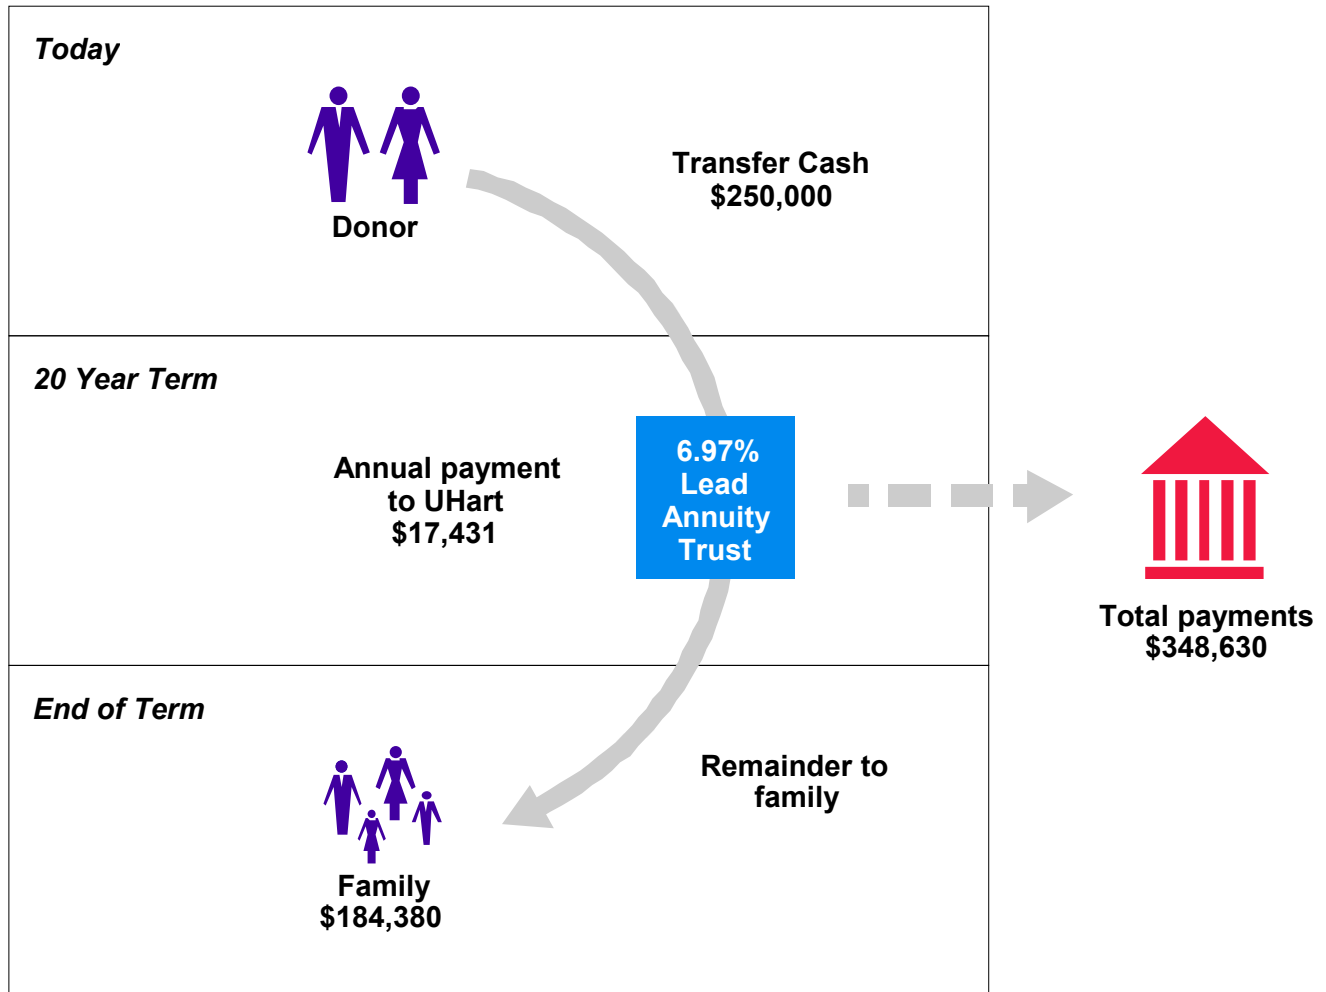 Today
Transfer Cash
$250,000
Donor
20 Year Term
Annual payment
to UHart
$17,431
6.97%
Lead
Annuity
Trust
Total payments
$348,630
End of Term
Remainder to
family
Family
$184,380